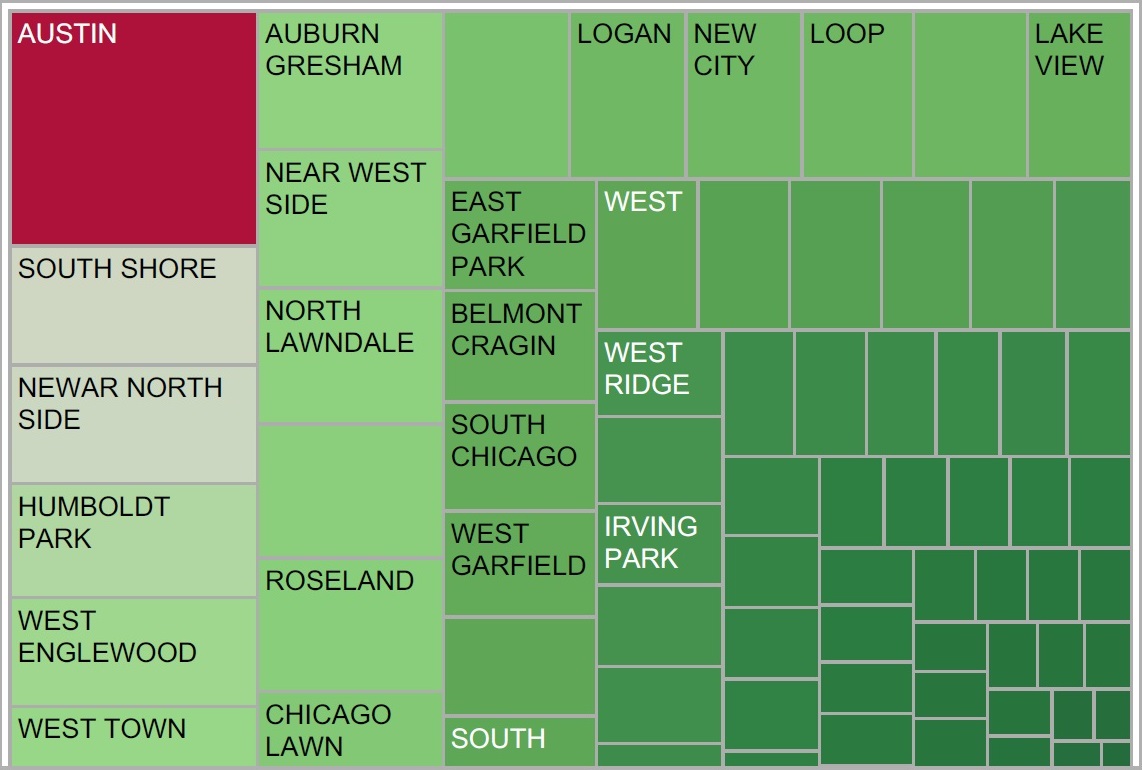 AUSTIN
SOUTH SHORE
NEWAR NORTH
SIDE
HUMBOLDT
PARK
WEST
ENGLEWOOD
WEST TOWN
AUBURN
GRESHAM
NEAR WEST
SIDE
NORTH
LAWNDALE
ROSELAND
CHICAGO
LAWN
LOGAN
NEW
CITY
LOOP
LAKE
VIEW
EAST
GARFIELD
PARK
BELMONT
CRAGIN
SOUTH
CHICAGO
WEST
GARFIELD
SOUTH
WEST
WEST
RIDGE
IRVING
PARK